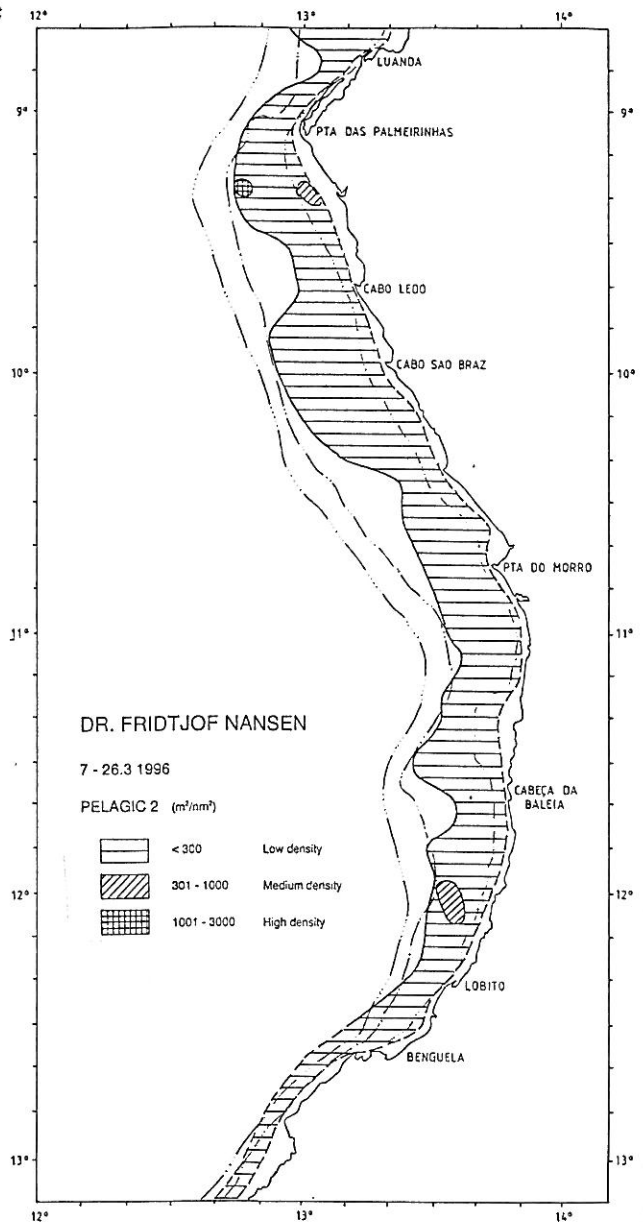 12°
13°
14°
LUANDA
9°
9°
PTA DAS PALMEIRINHAS
CABO LEDO
CABO SAO BRAZ
10°
10°
PTA DO MORRO
11°
11°
DR. FRIDTJOF NANSEN
7 - 26.3 1996
PELAGIC 2 (m²/nm²)
< 300 Low density
301 - 1000 Medium density
1001 - 3000 High density
CABEÇA DA
BALEIA
12°
12°
LOBITO
BENGUELA
13°
13°
12°
13°
14°